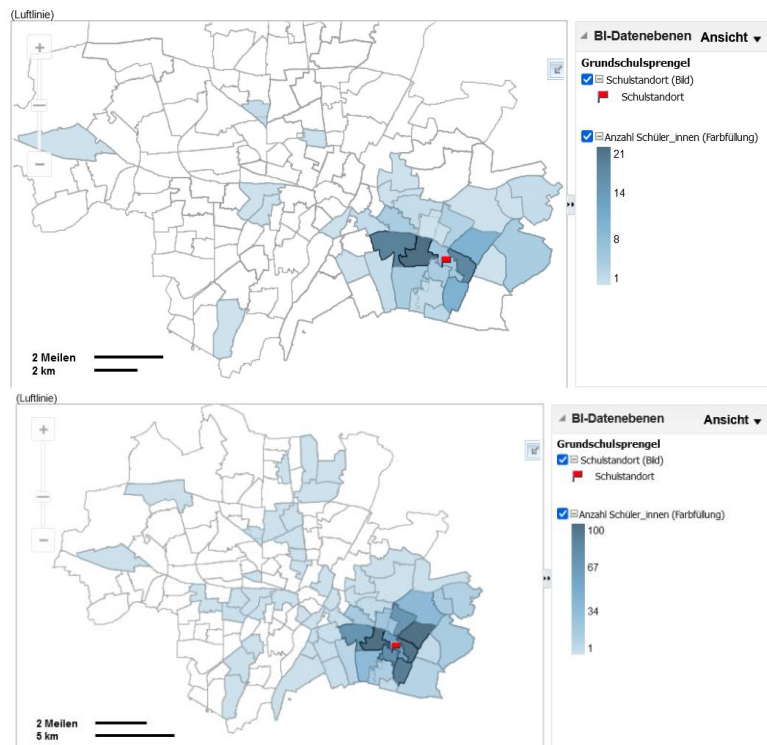 (Luftlinie)
BI-Datenebenen Ansicht
Grundschulsprengel
Schulstandort (Bild)
Schulstandort
Anzahl Schüler_innen (Farbfüllung)
21
14
8
1
2 Meilen
2 km
(Luftlinie)
BI-Datenebenen Ansicht
Grundschulsprengel
Schulstandort (Bild)
Schulstandort
Anzahl Schüler_innen (Farbfüllung)
100
67
34
1
2 Meilen
5 km